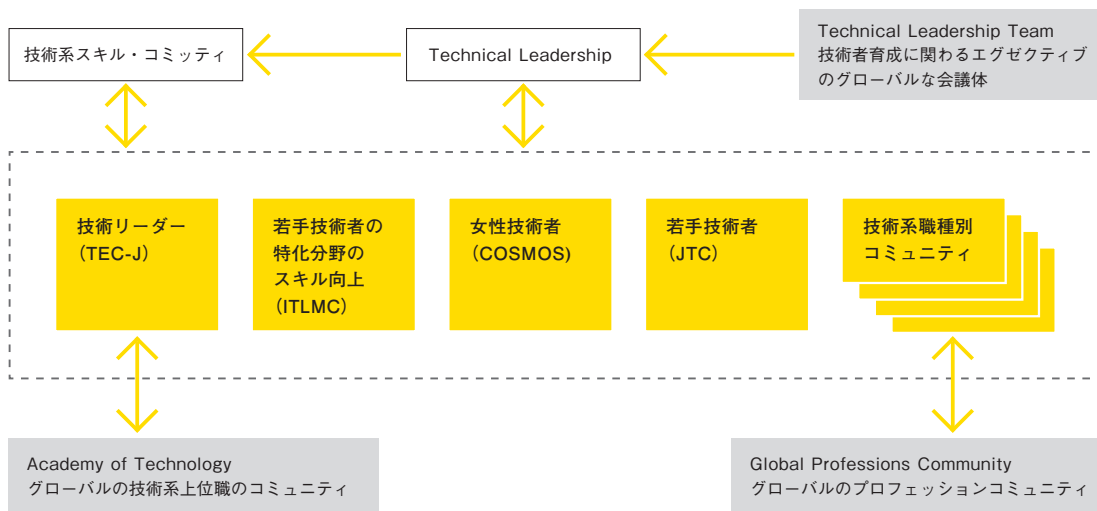 技術系スキル・コミッティ
Technical Leadership
Technical Leadership Team
技術者育成に関わるエグゼクティブ
のグローバルな会議体
技術リーダー
(TEC-J)
若手技術者の
特化分野の
スキル向上
(ITLMC)
女性技術者
(COSMOS)
若手技術者
(JTC)
技術系職種別
コミュニティ
Academy of Technology
グローバルの技術系上位職のコミュニティ
Global Professions Community
グローバルのプロフェッションコミュニティ